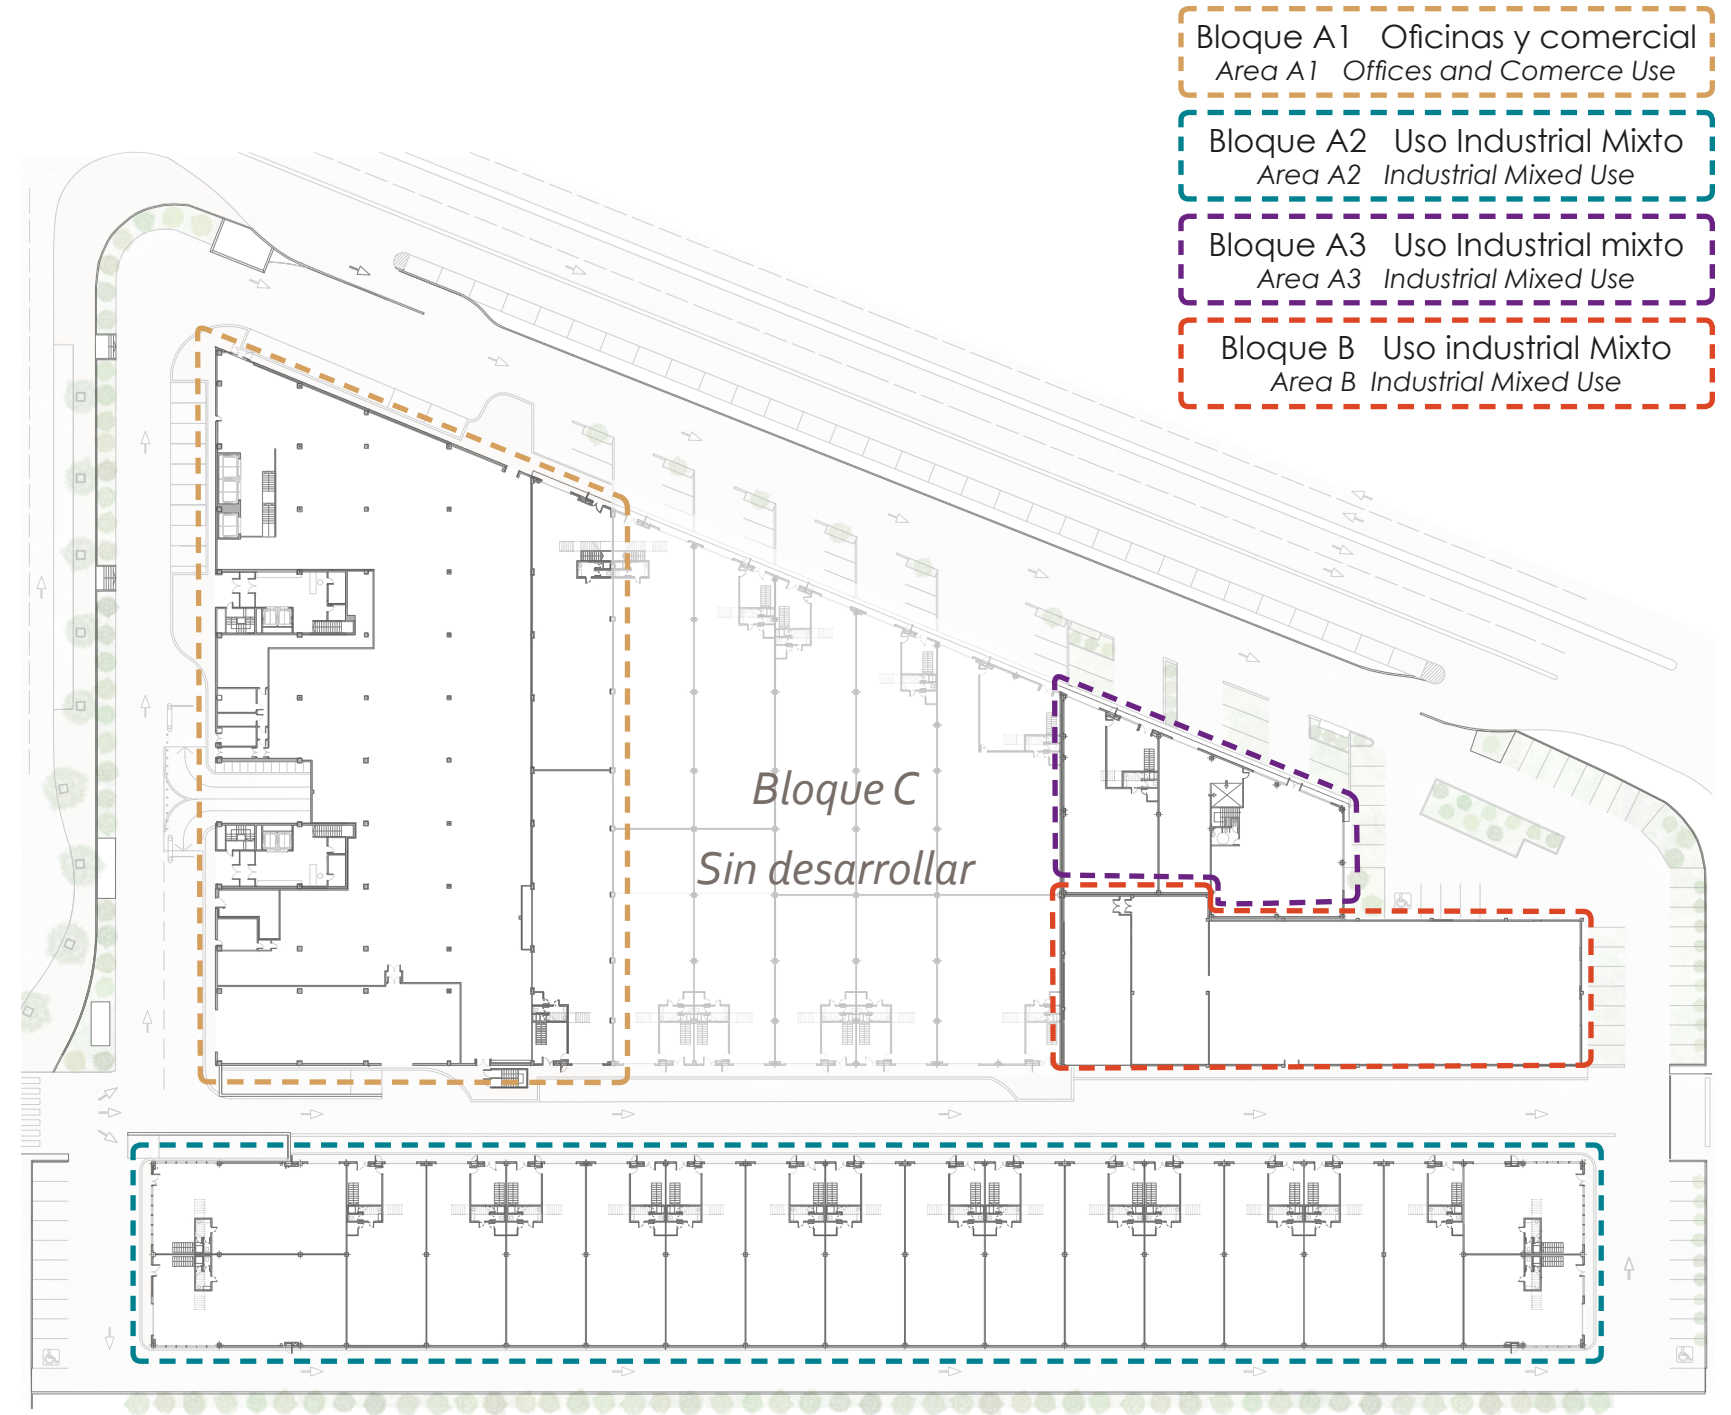 Bloque A1 Oficinas y comercial
Area A1 Offices and Comerce Use
Bloque A2 Uso Industrial Mixto
Area A2 Industrial Mixed Use
Bloque A3 Uso Industrial mixto
Area A3 Industrial Mixed Use
Bloque B Uso industrial Mixto
Area B Industrial Mixed Use
Bloque C
Sin desarrollar